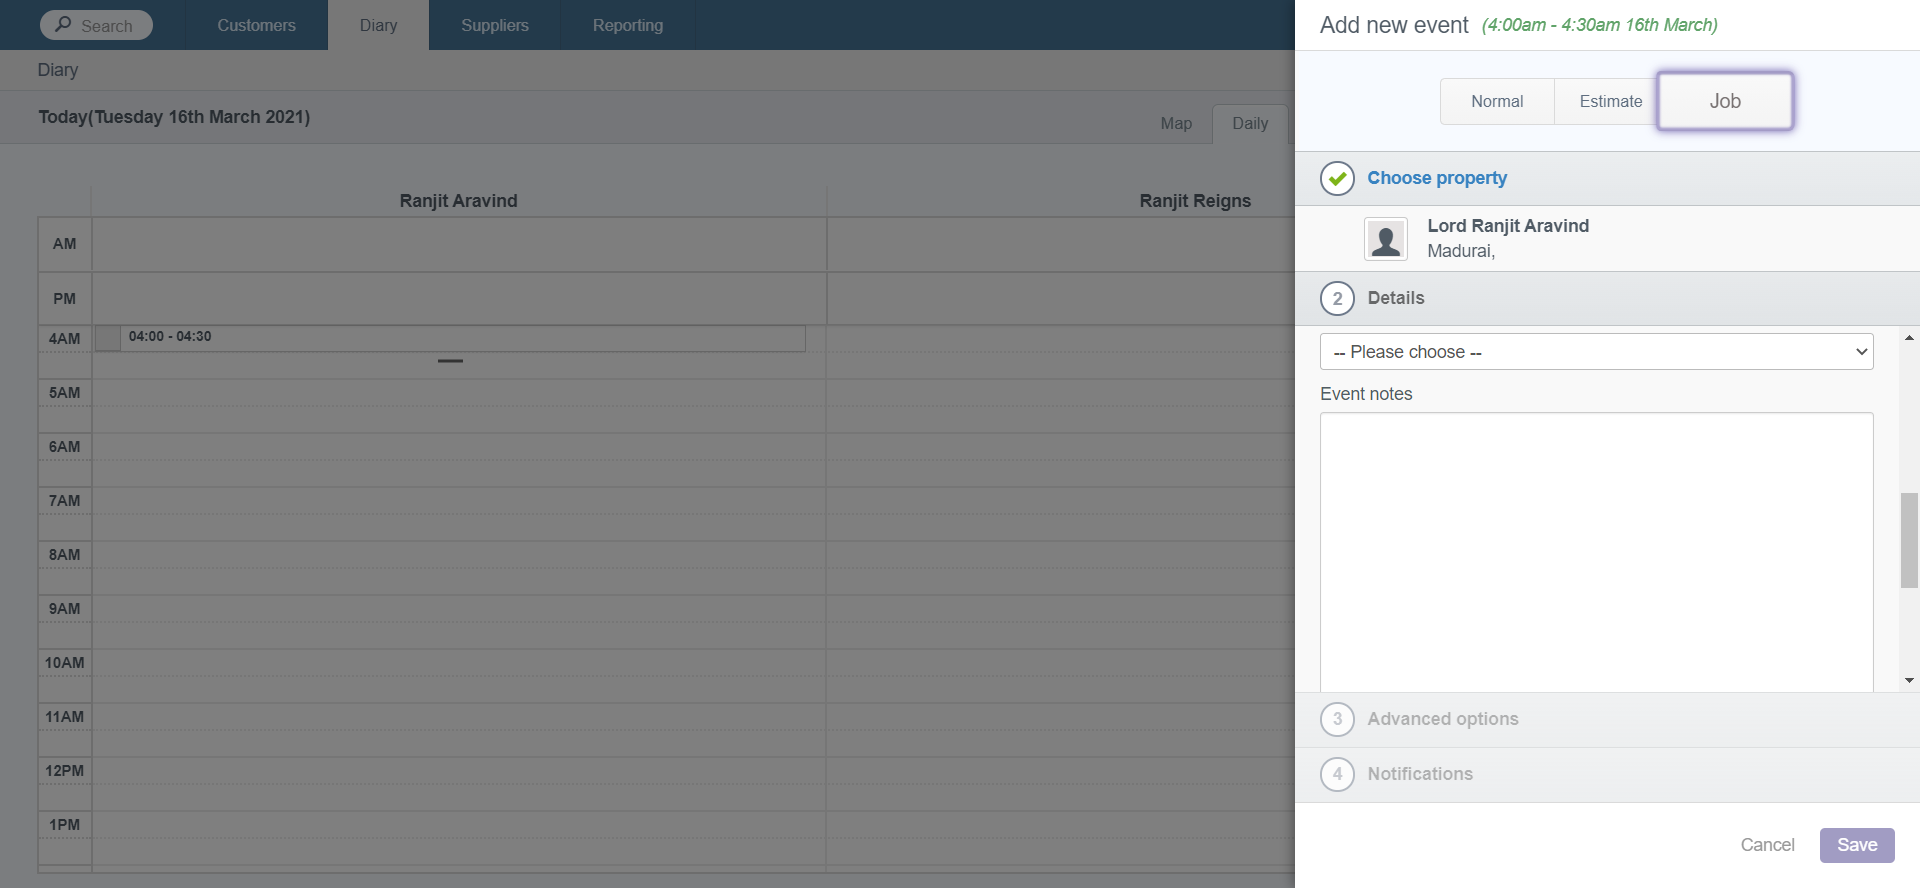 Search
Customers
Diary
Suppliers
Reporting
Diary
Today(Tuesday 16th March 2021)
Map
Daily
Ranjit Aravind
Ranjit Reigns
AM
PM
4AM
04:00 - 04:30
5AM
6AM
7AM
8AM
9AM
10AM
11AM
12PM
1PM
Add new event (4:00am - 4:30am 16th March)
Normal
Estimate
Job
Choose property
Lord Ranjit Aravind
Madurai,
2 Details
-- Please choose --
Event notes
3 Advanced options
4 Notifications
Cancel
Save